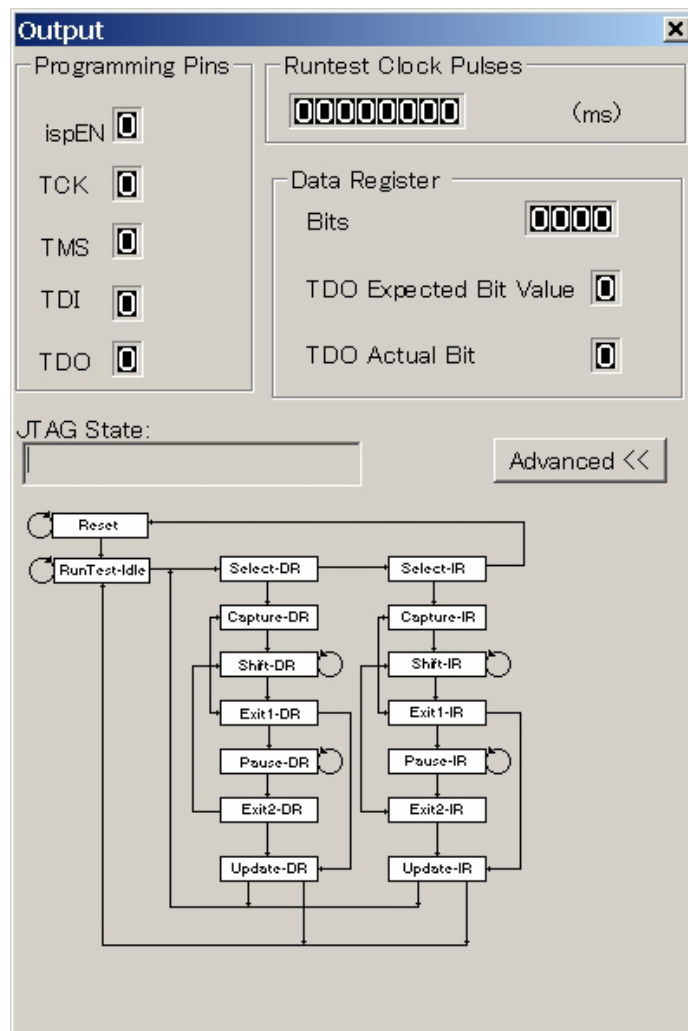 Output
Programming Pins
ispEN 0
TCK 0
TMS 0
TDI 0
TDO 0
Runtest Clock Pulses
00000000 (ms)
Data Register
Bits 0000
TDO Expected Bit Value 0
TDO Actual Bit 0
JTAG State:
Advanced <<
Reset
RunTest-Idle Select-DR Select-IR
Capture-DR Capture-IR
Shift-DR Shift-IR
Exit1-DR Exit1-IR
Pause-DR Pause-IR
Exit2-DR Exit2-IR
Update-DR Update-IR